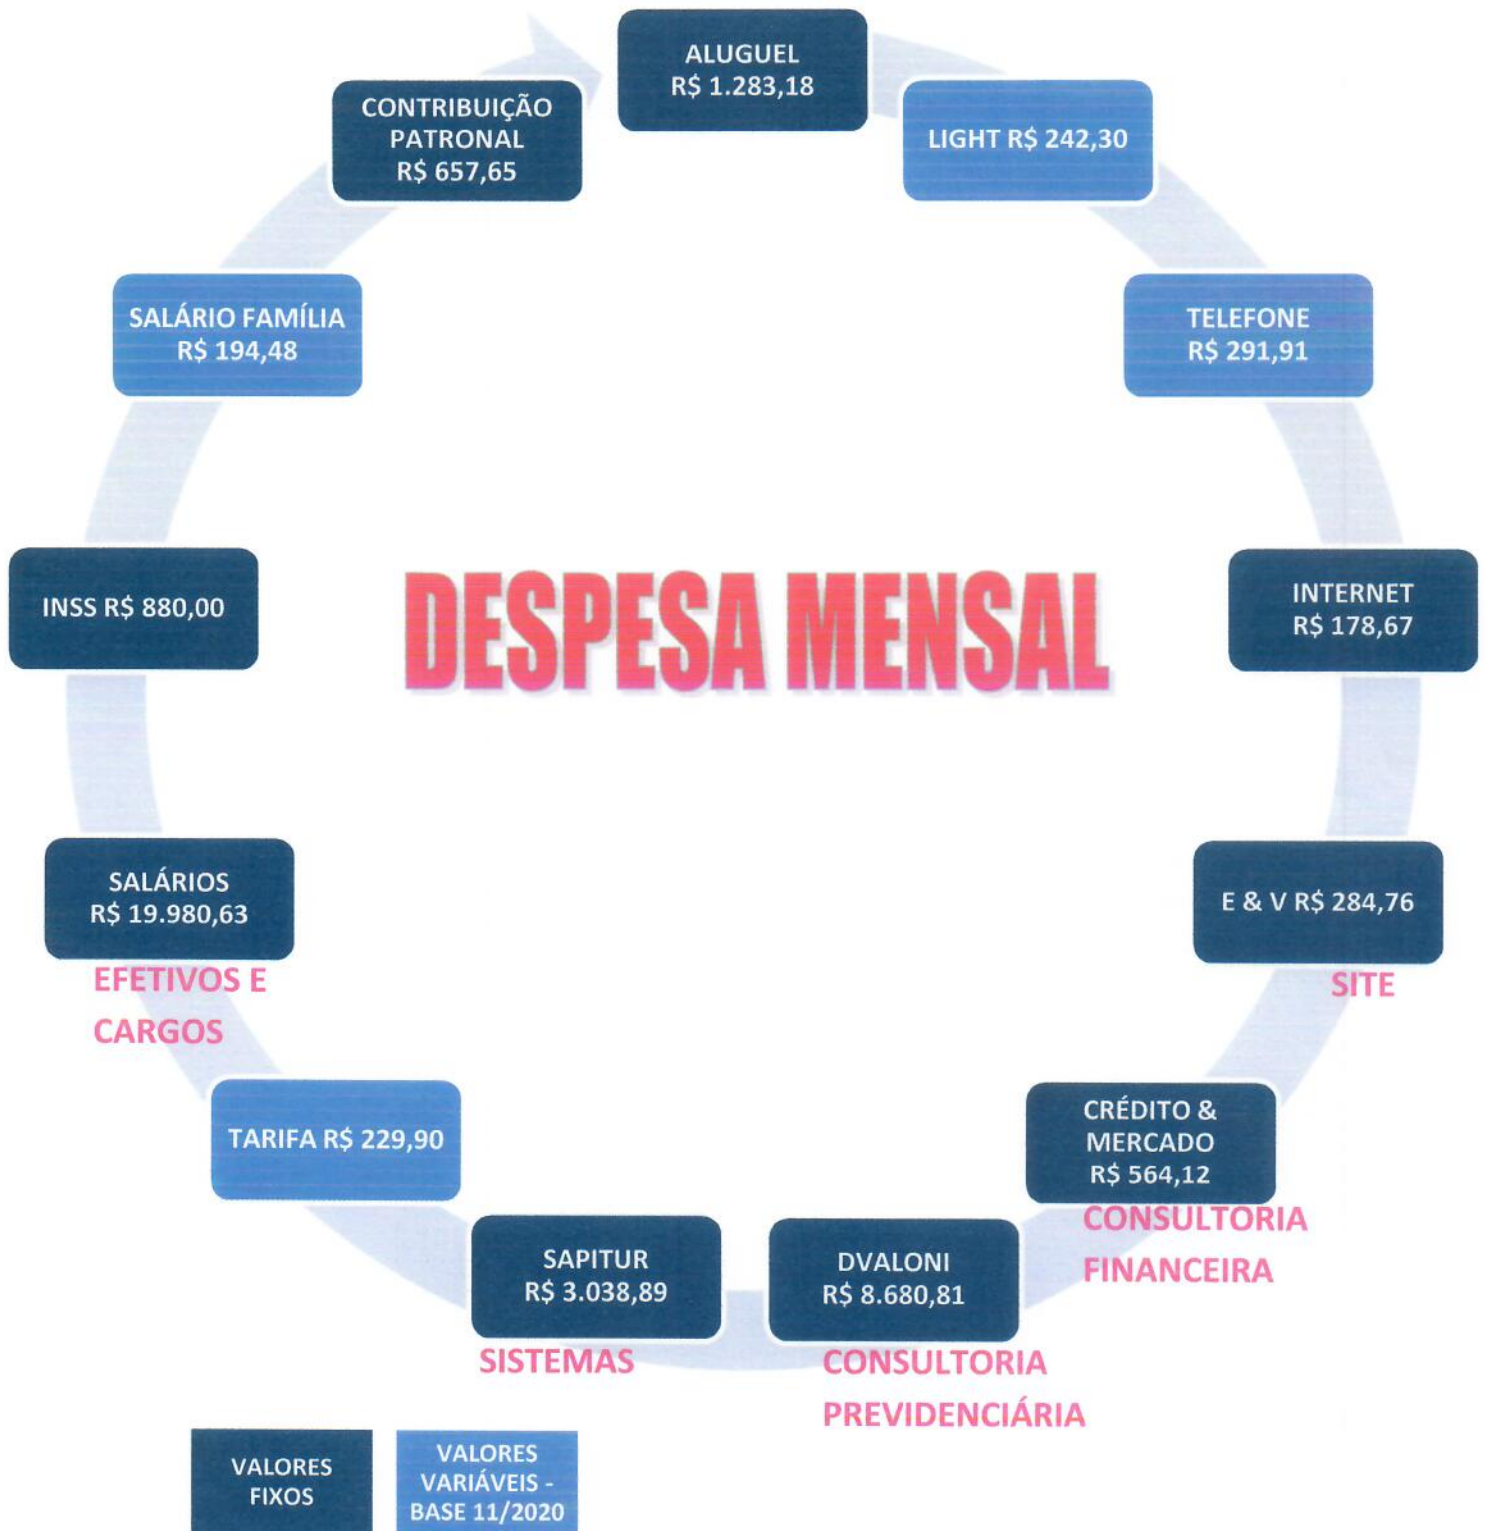 ALUGUEL
R$ 1.283,18
LIGHT R$ 242,30
TELEFONE
R$ 291,91
INTERNET
R$ 178,67
E & V R$ 284,76
SITE
CRÉDITO &
MERCADO
R$ 564,12
CONSULTORIA
FINANCEIRA
DVALONI
R$ 8.680,81
CONSULTORIA
PREVIDENCIÁRIA
SAPITUR
R$ 3.038,89
SISTEMAS
TARIFA R$ 229,90
SALÁRIOS
R$ 19.980,63
EFETIVOS E
CARGOS
INSS R$ 880,00
SALÁRIO FAMÍLIA
R$ 194,48
CONTRIBUIÇÃO
PATRONAL
R$ 657,65
DESPESA MENSAL
VALORES
FIXOS
VALORES
VARIÁVEIS -
BASE 11/2020